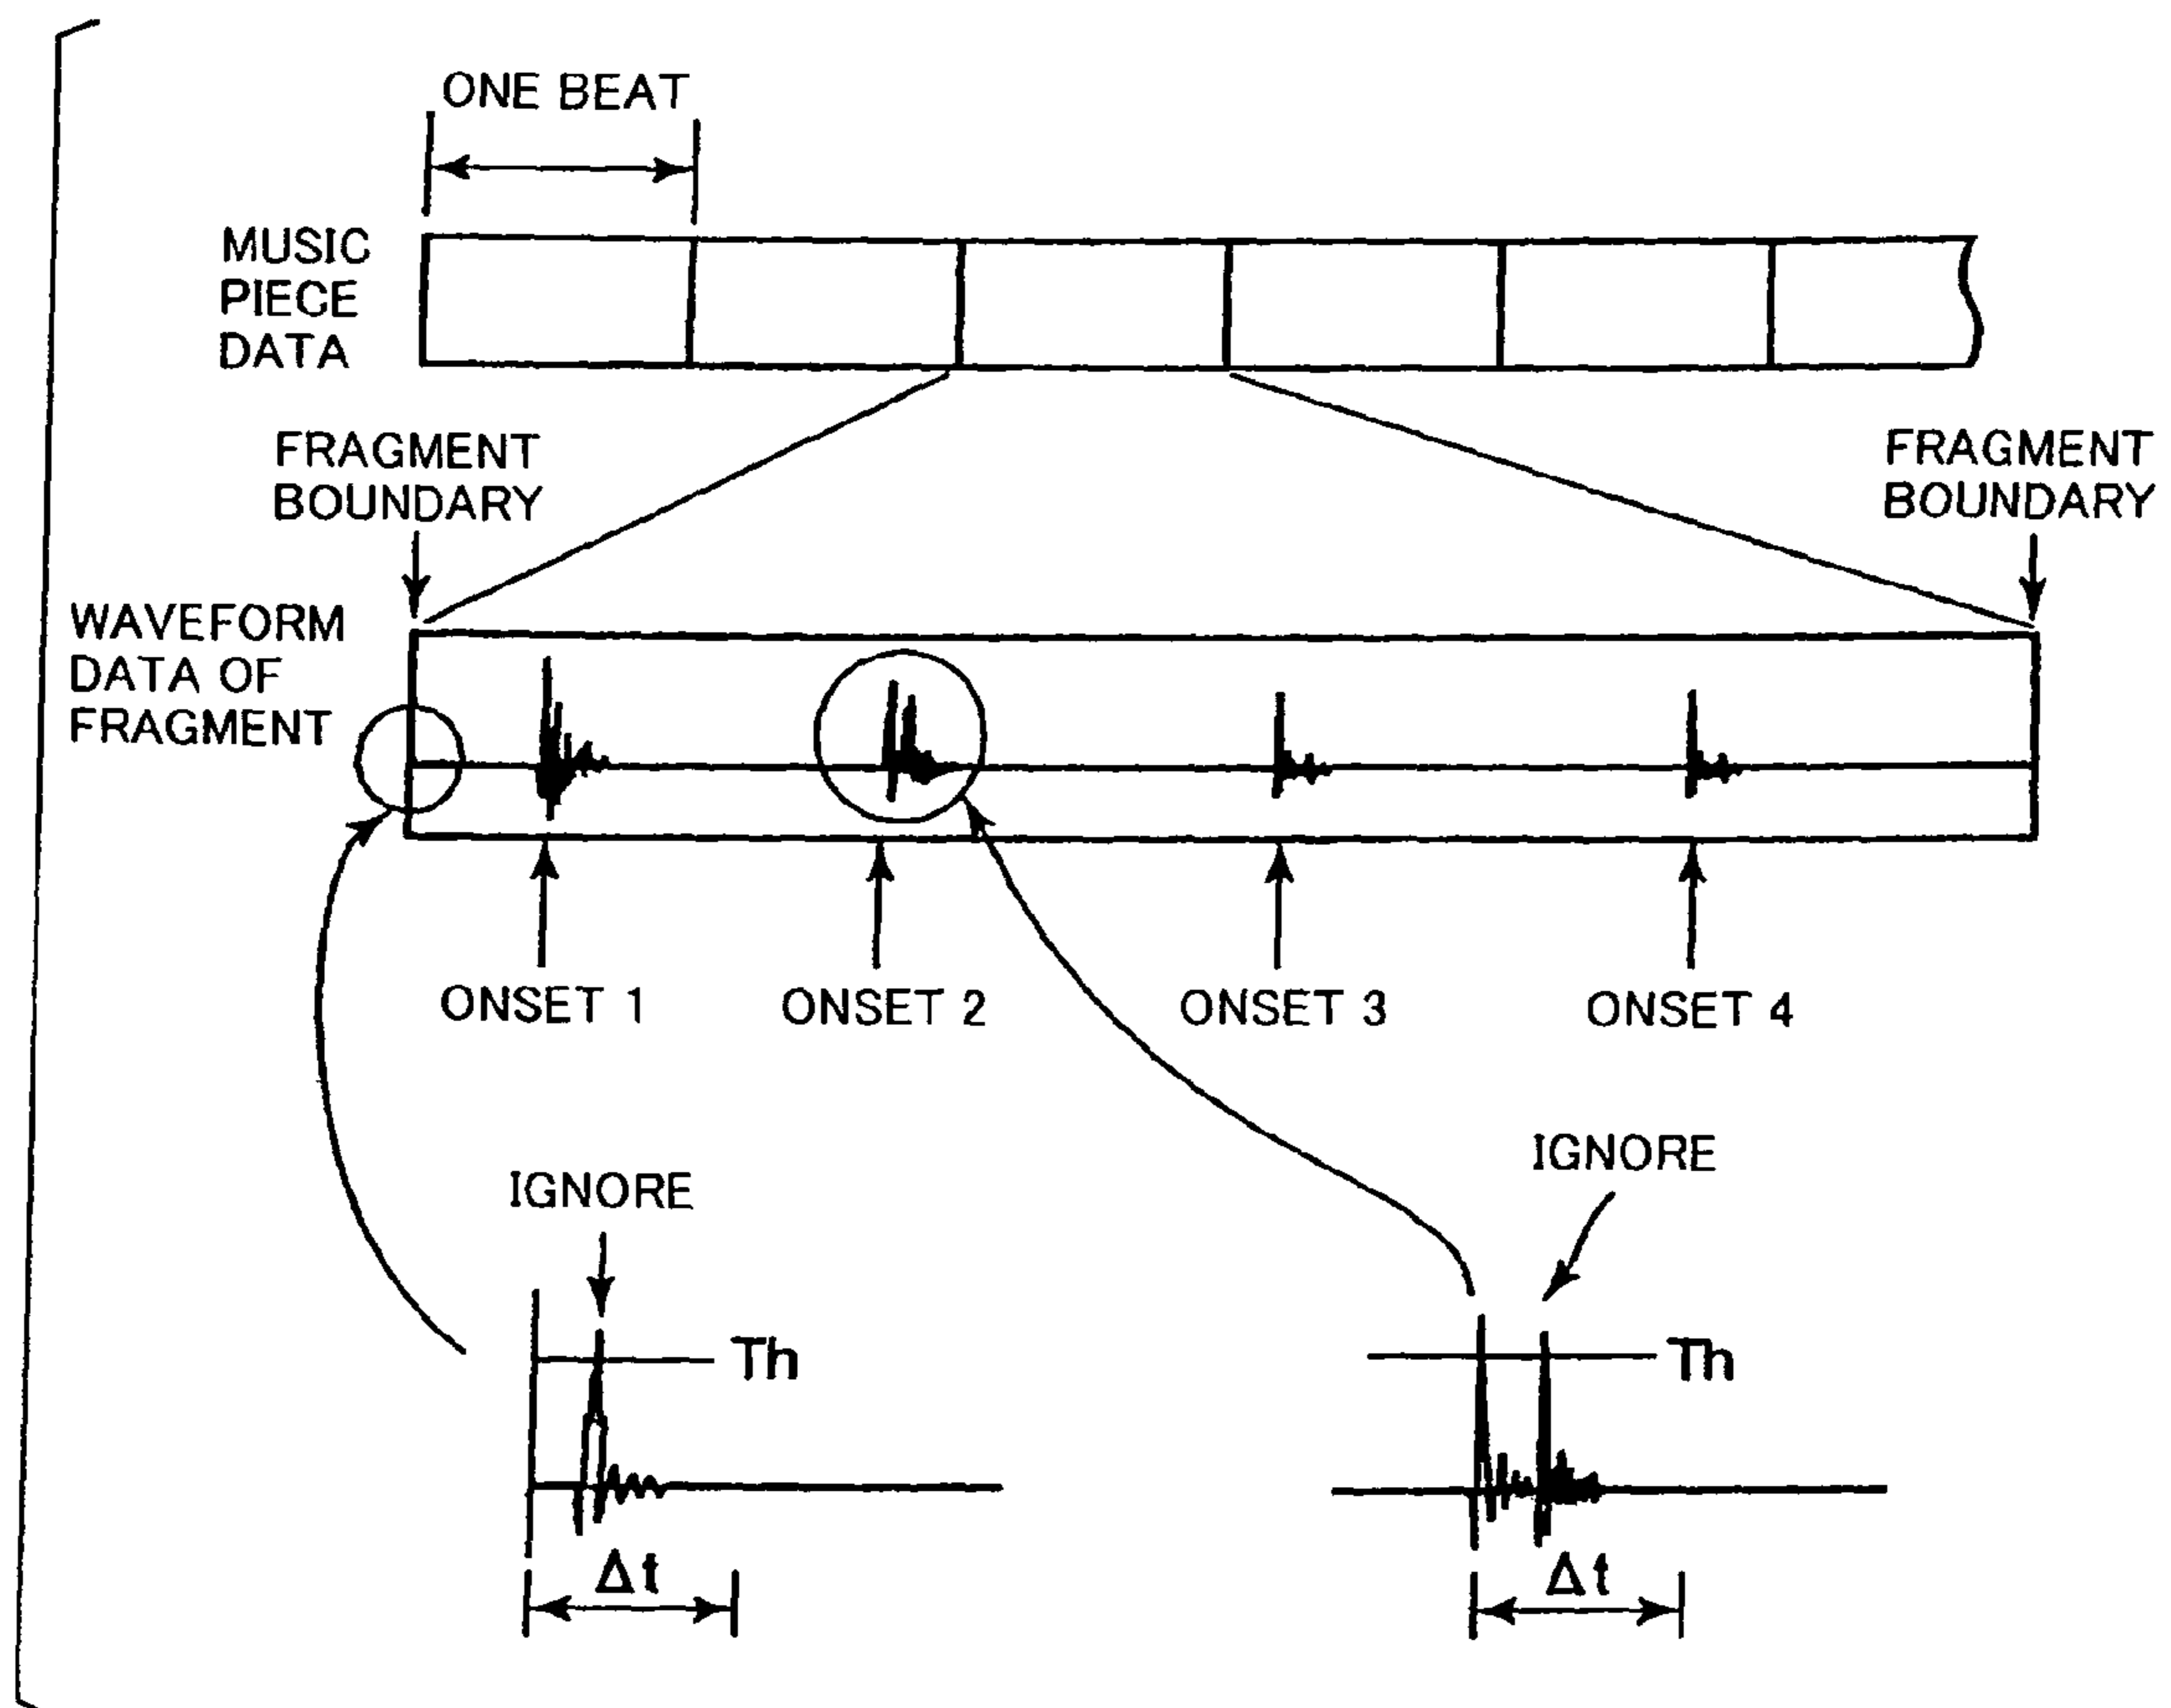 ONE BEAT
MUSIC
PIECE
DATA
FRAGMENT
BOUNDARY
FRAGMENT
BOUNDARY
WAVEFORM
DATA OF
FRAGMENT
ONSET 1
ONSET 2
ONSET 3
ONSET 4
IGNORE
IGNORE
Th
Th
Δt
Δt